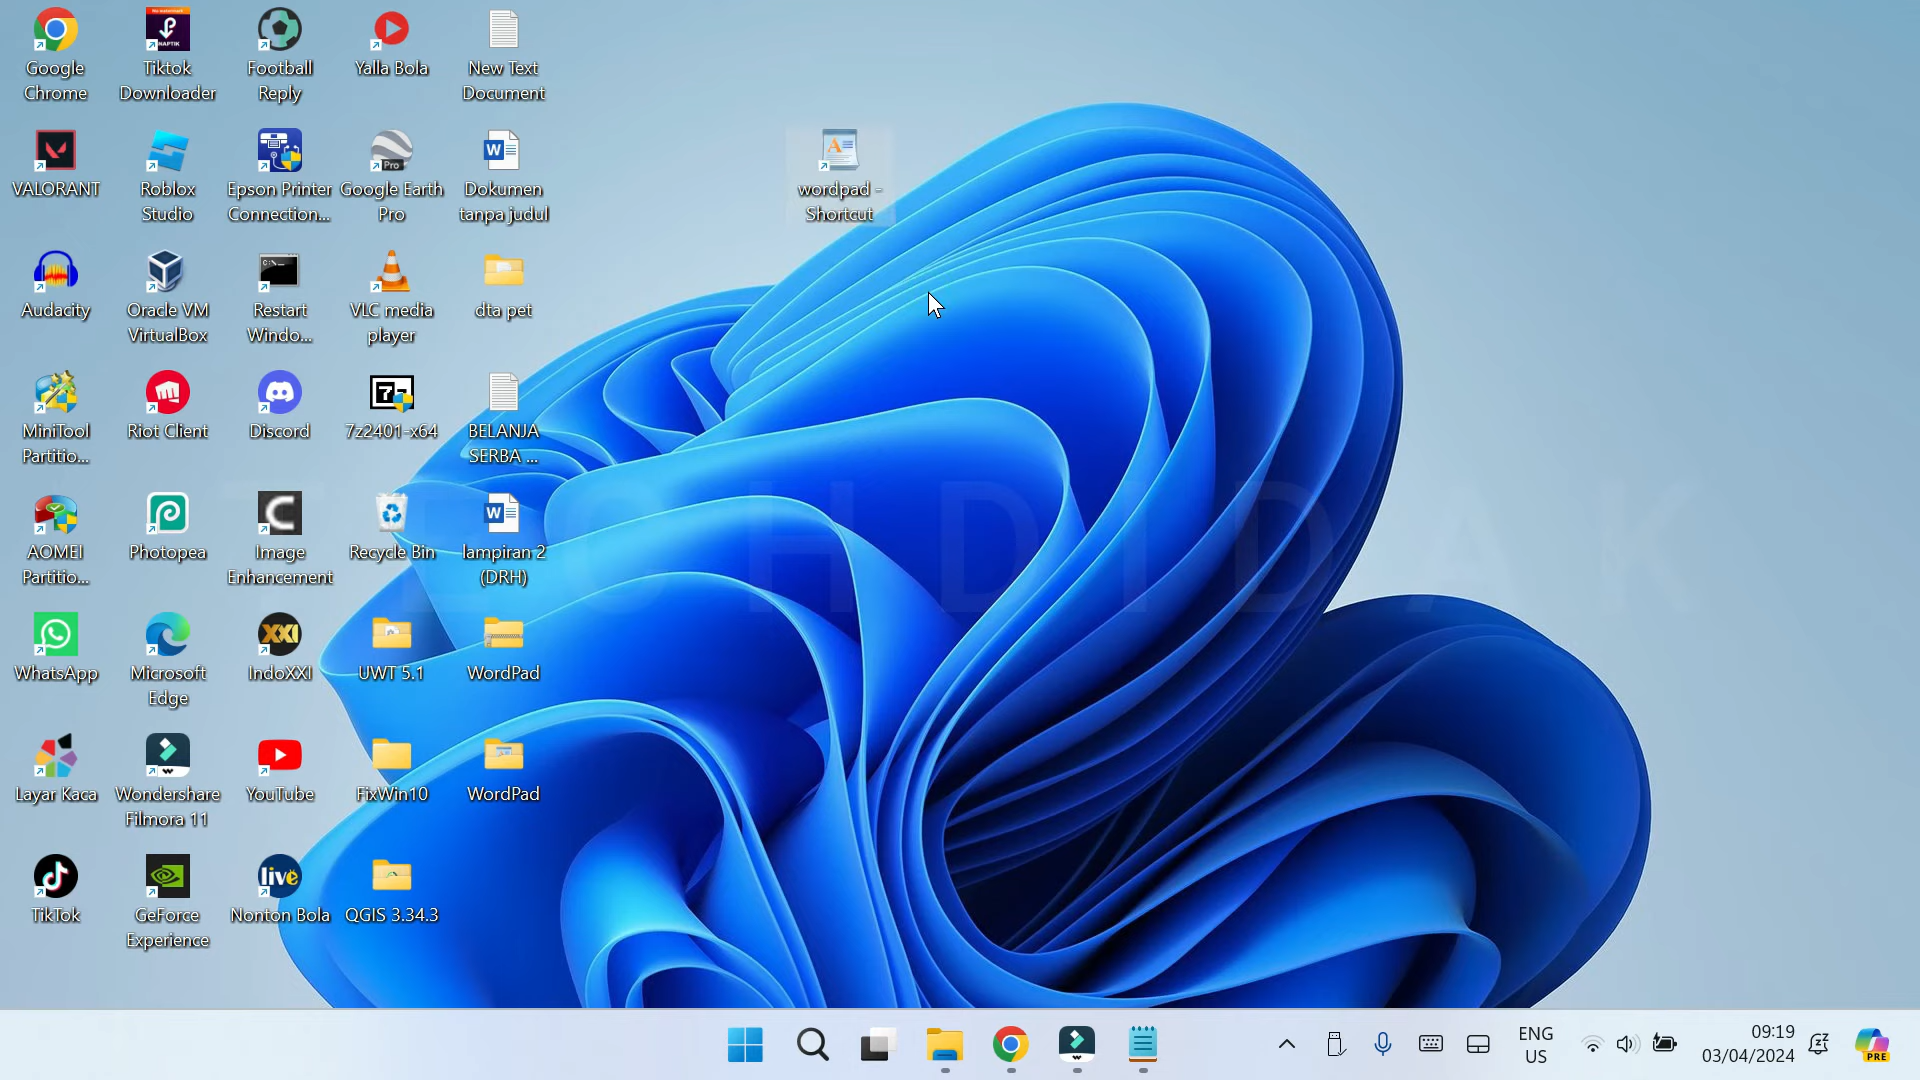 Google
Chrome
Tiktok
Downloader
Football
Reply
Yalla Bola
New Text
Document
VALORANT
Roblox
Studio
Epson Printer
Connection...
Google Earth
Pro
Dokumen
tanpa judul
wordpad -
Shortcut
Audacity
Oracle VM
VirtualBox
Restart
Windo...
VLC media
player
dta pet
MiniTool
Partitio...
Riot Client
Discord
7z2401-x64
BELANJA
SERBA ...
AOMEI
Partitio...
Photopea
Image
Enhancement
Recycle Bin
lampiran 2
(DRH)
TECHDIDAK
WhatsApp
Microsoft
Edge
IndoXXI
UWT 5.1
WordPad
Layar Kaca
Wondershare
Filmora 11
YouTube
FixWin10
WordPad
TikTok
GeForce
Experience
Nonton Bola
QGIS 3.34.3
ENG
US
09:19
03/04/2024
PRE